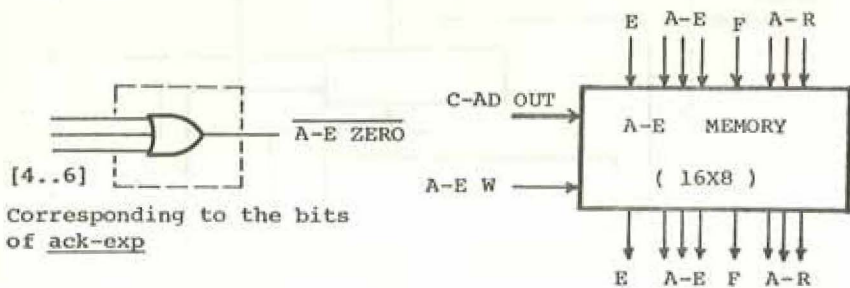 E A-E F A-R
C-AD OUT
A-E MEMORY
A-E ZERO
[4..6]
A-E W
( 16X8 )
Corresponding to the bits
of ack-exp
E A-E F A-R